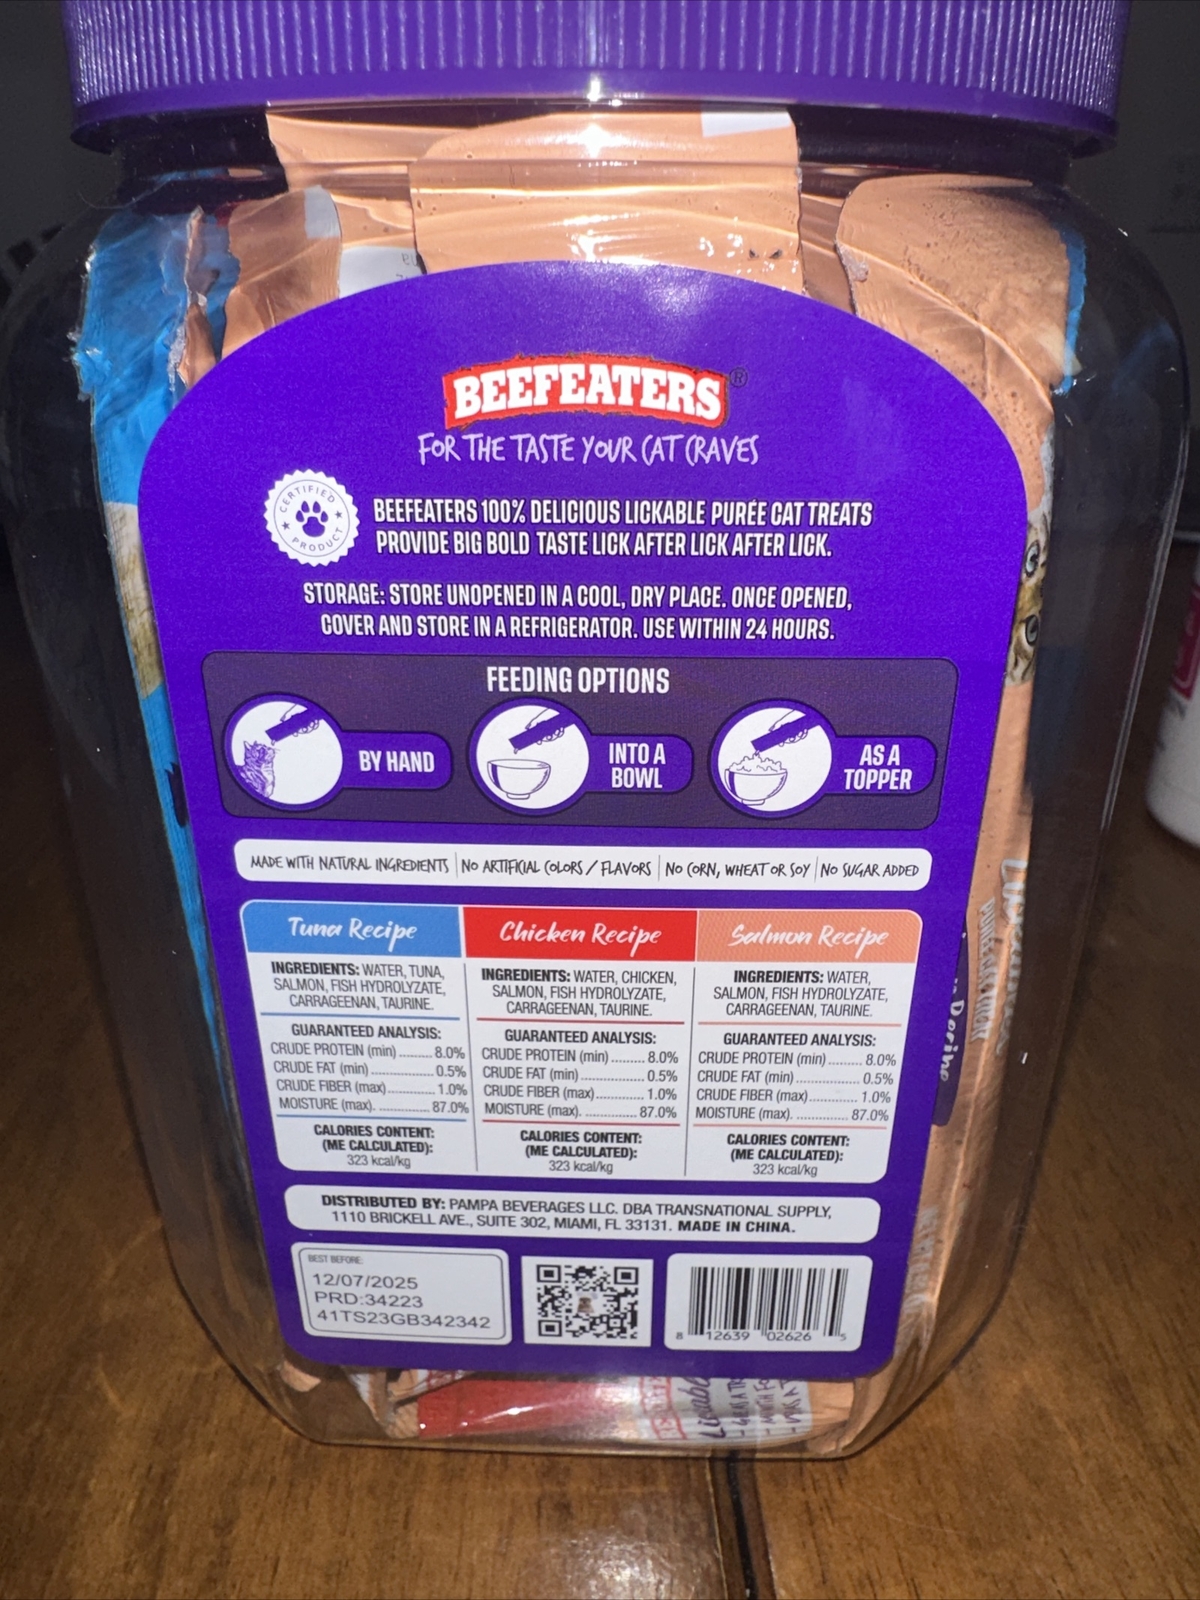 BEEFEATERS®
FOR THE TASTE YOUR CAT CRAVES
CERTIFIED
PRODUCT
BEEFEATERS 100% DELICIOUS LICKABLE PURÉE CAT TREATS
PROVIDE BIG BOLD TASTE LICK AFTER LICK AFTER LICK.
STORAGE: STORE UNOPENED IN A COOL, DRY PLACE. ONCE OPENED,
COVER AND STORE IN A REFRIGERATOR. USE WITHIN 24 HOURS.
FEEDING OPTIONS
BY HAND
INTO A
BOWL
AS A
TOPPER
MADE WITH NATURAL INGREDIENTS | NO ARTIFICIAL COLORS / FLAVORS | NO CORN, WHEAT OR SOY | NO SUGAR ADDED
Tuna Recipe
INGREDIENTS: WATER, TUNA,
SALMON, FISH HYDROLYZATE,
CARRAGEENAN, TAURINE.
GUARANTEED ANALYSIS:
CRUDE PROTEIN (min) ......... 8.0%
CRUDE FAT (min) ................ 0.5%
CRUDE FIBER (max)............. 1.0%
MOISTURE (max). .............. 87.0%
CALORIES CONTENT:
(ME CALCULATED):
323 kcal/kg
Chicken Recipe
INGREDIENTS: WATER, CHICKEN,
SALMON, FISH HYDROLYZATE,
CARRAGEENAN, TAURINE.
GUARANTEED ANALYSIS:
CRUDE PROTEIN (min) ......... 8.0%
CRUDE FAT (min) ................ 0.5%
CRUDE FIBER (max)............. 1.0%
MOISTURE (max). .............. 87.0%
CALORIES CONTENT:
(ME CALCULATED):
323 kcal/kg
Salmon Recipe
INGREDIENTS: WATER,
SALMON, FISH HYDROLYZATE,
CARRAGEENAN, TAURINE.
GUARANTEED ANALYSIS:
CRUDE PROTEIN (min) ......... 8.0%
CRUDE FAT (min) ................ 0.5%
CRUDE FIBER (max)............. 1.0%
MOISTURE (max). .............. 87.0%
CALORIES CONTENT:
(ME CALCULATED):
323 kcal/kg
DISTRIBUTED BY: PAMPA BEVERAGES LLC. DBA TRANSNATIONAL SUPPLY,
1110 BRICKELL AVE., SUITE 302, MIAMI, FL 33131. MADE IN CHINA.
BEST BEFORE:
12/07/2025
PRD:34223
41TS23GB342342
8 12639 02626 5